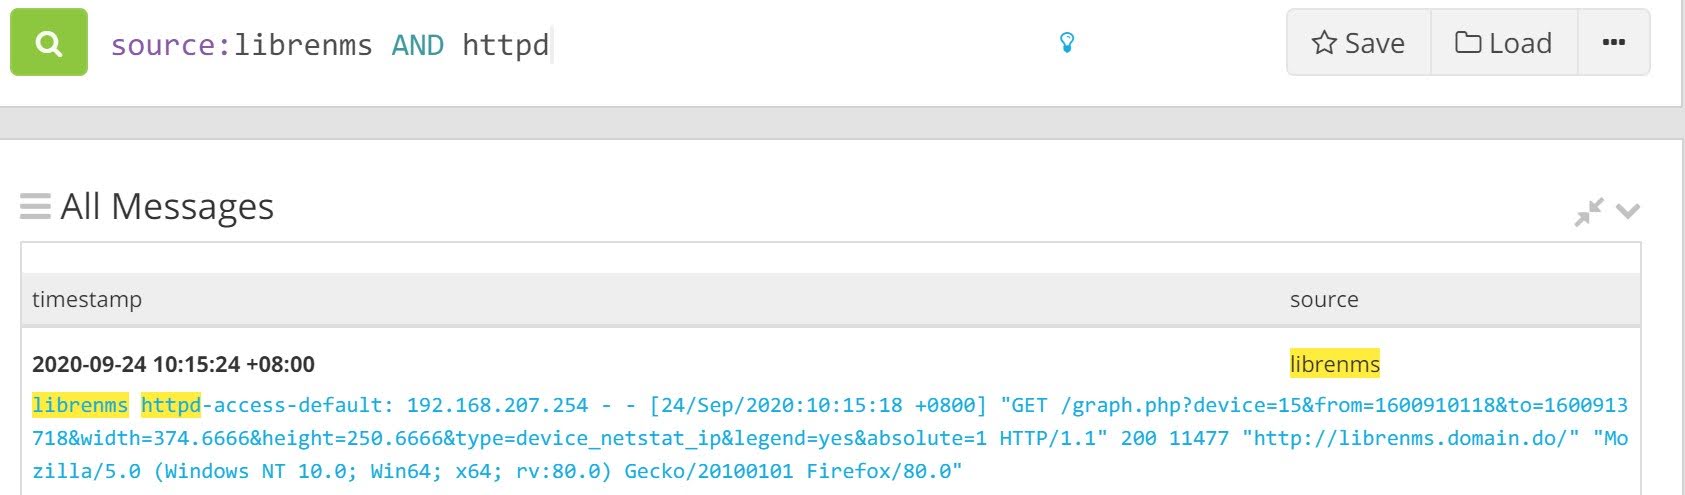 source:librenms AND httpd
Save
Load
All Messages
timestamp source
2020-09-24 10:15:24 +08:00 librenms
librenms httpd-access-default: 192.168.207.254 - - [24/Sep/2020:10:15:18 +0800] "GET /graph.php?device=15&from=1600910118&to=1600913
718&width=374.6666&height=250.6666&type=device_netstat_ip&legend=yes&absolute=1 HTTP/1.1" 200 11477 "http://librenms.domain.do/" "Mo
zilla/5.0 (Windows NT 10.0; Win64; x64; rv:80.0) Gecko/20100101 Firefox/80.0"